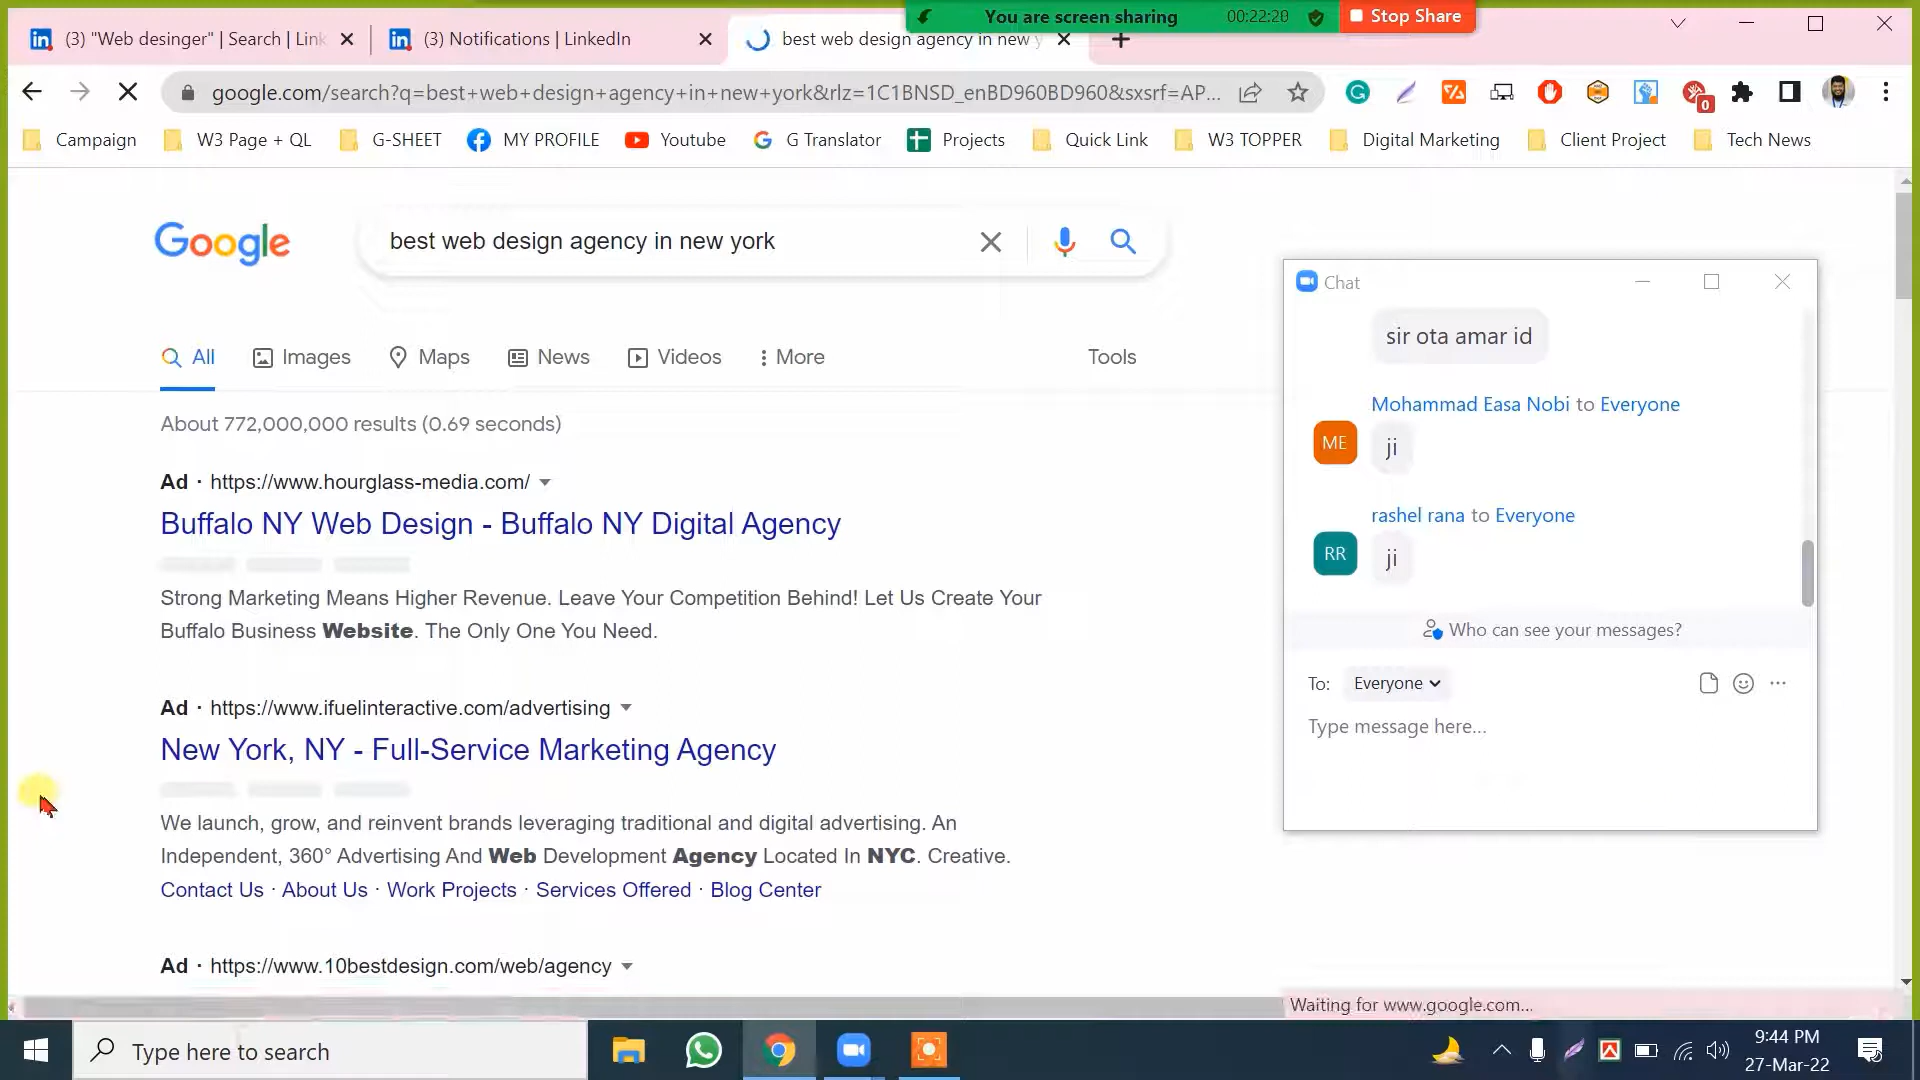 You are screen sharing 00:22:20 Stop Share
(3) "Web desinger" | Search | Link
(3) Notifications | LinkedIn
best web design agency in new y
google.com/search?q=best+web+design+agency+in+new+york&rlz=1C1BNSD_enBD960BD960&sxsrf=AP...
0
Campaign W3 Page + QL G-SHEET MY PROFILE Youtube G Translator Projects Quick Link W3 TOPPER Digital Marketing Client Project Tech News
Google
best web design agency in new york
All Images Maps News Videos More Tools
About 772,000,000 results (0.69 seconds)
Ad · https://www.hourglass-media.com/
Buffalo NY Web Design - Buffalo NY Digital Agency
Strong Marketing Means Higher Revenue. Leave Your Competition Behind! Let Us Create Your
Buffalo Business Website. The Only One You Need.
Ad · https://www.ifuelinteractive.com/advertising
New York, NY - Full-Service Marketing Agency
We launch, grow, and reinvent brands leveraging traditional and digital advertising. An
Independent, 360° Advertising And Web Development Agency Located In NYC. Creative.
Contact Us · About Us · Work Projects · Services Offered · Blog Center
Ad · https://www.10bestdesign.com/web/agency
Chat
sir ota amar id
Mohammad Easa Nobi to Everyone
ME
ji
rashel rana to Everyone
RR
ji
Who can see your messages?
To: Everyone
Type message here...
Waiting for www.google.com...
Type here to search
9:44 PM
27-Mar-22